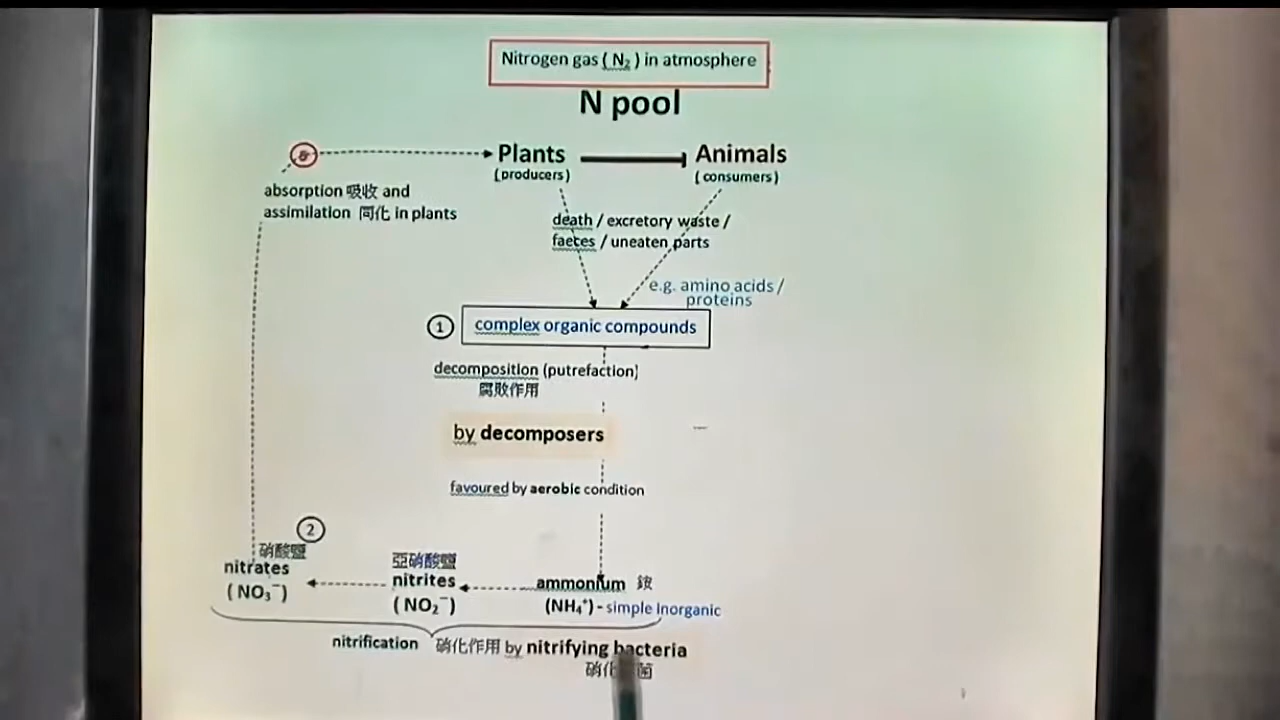 Nitrogen gas ( N₂ ) in atmosphere
N pool
Plants
(producers)
Animals
( consumers)
absorption 吸收 and
assimilation 同化 in plants
death / excretory waste /
faeces / uneaten parts
e.g. amino acids /
proteins
1 complex organic compounds
decomposition (putrefaction)
腐敗作用
by decomposers
favoured by aerobic condition
2
硝酸鹽
nitrates
( NO₃⁻)
亞硝酸鹽
nitrites
( NO₂⁻)
ammonium 銨
(NH₄⁺) - simple Inorganic
nitrification 硝化作用 by nitrifying bacteria
硝化 菌